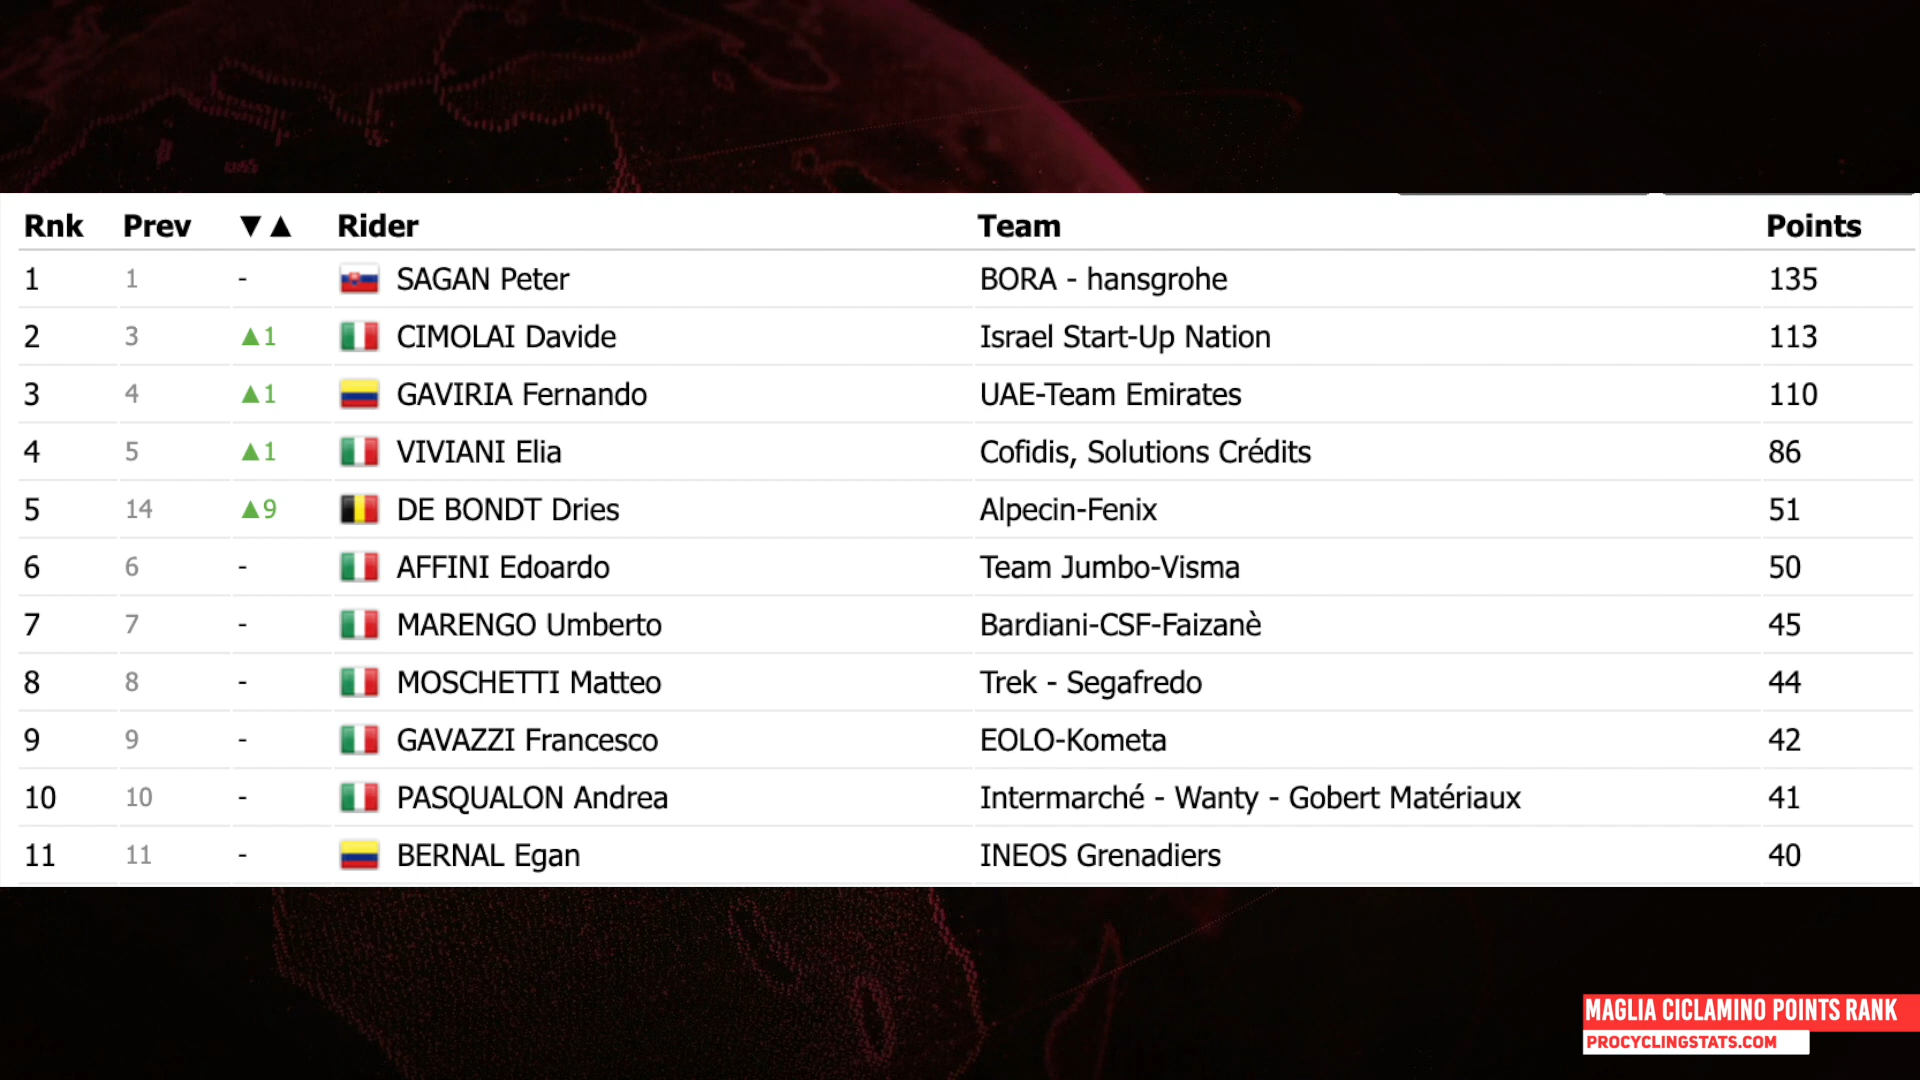 Rnk Prev ▼▲ Rider Team Points
1 1 - SAGAN Peter BORA - hansgrohe 135
2 3 ▲1 CIMOLAI Davide Israel Start-Up Nation 113
3 4 ▲1 GAVIRIA Fernando UAE-Team Emirates 110
4 5 ▲1 VIVIANI Elia Cofidis, Solutions Crédits 86
5 14 ▲9 DE BONDT Dries Alpecin-Fenix 51
6 6 - AFFINI Edoardo Team Jumbo-Visma 50
7 7 - MARENGO Umberto Bardiani-CSF-Faizanè 45
8 8 - MOSCHETTI Matteo Trek - Segafredo 44
9 9 - GAVAZZI Francesco EOLO-Kometa 42
10 10 - PASQUALON Andrea Intermarché - Wanty - Gobert Matériaux 41
11 11 - BERNAL Egan INEOS Grenadiers 40
MAGLIA CICLAMINO POINTS RANK
PROCYCLINGSTATS.COM